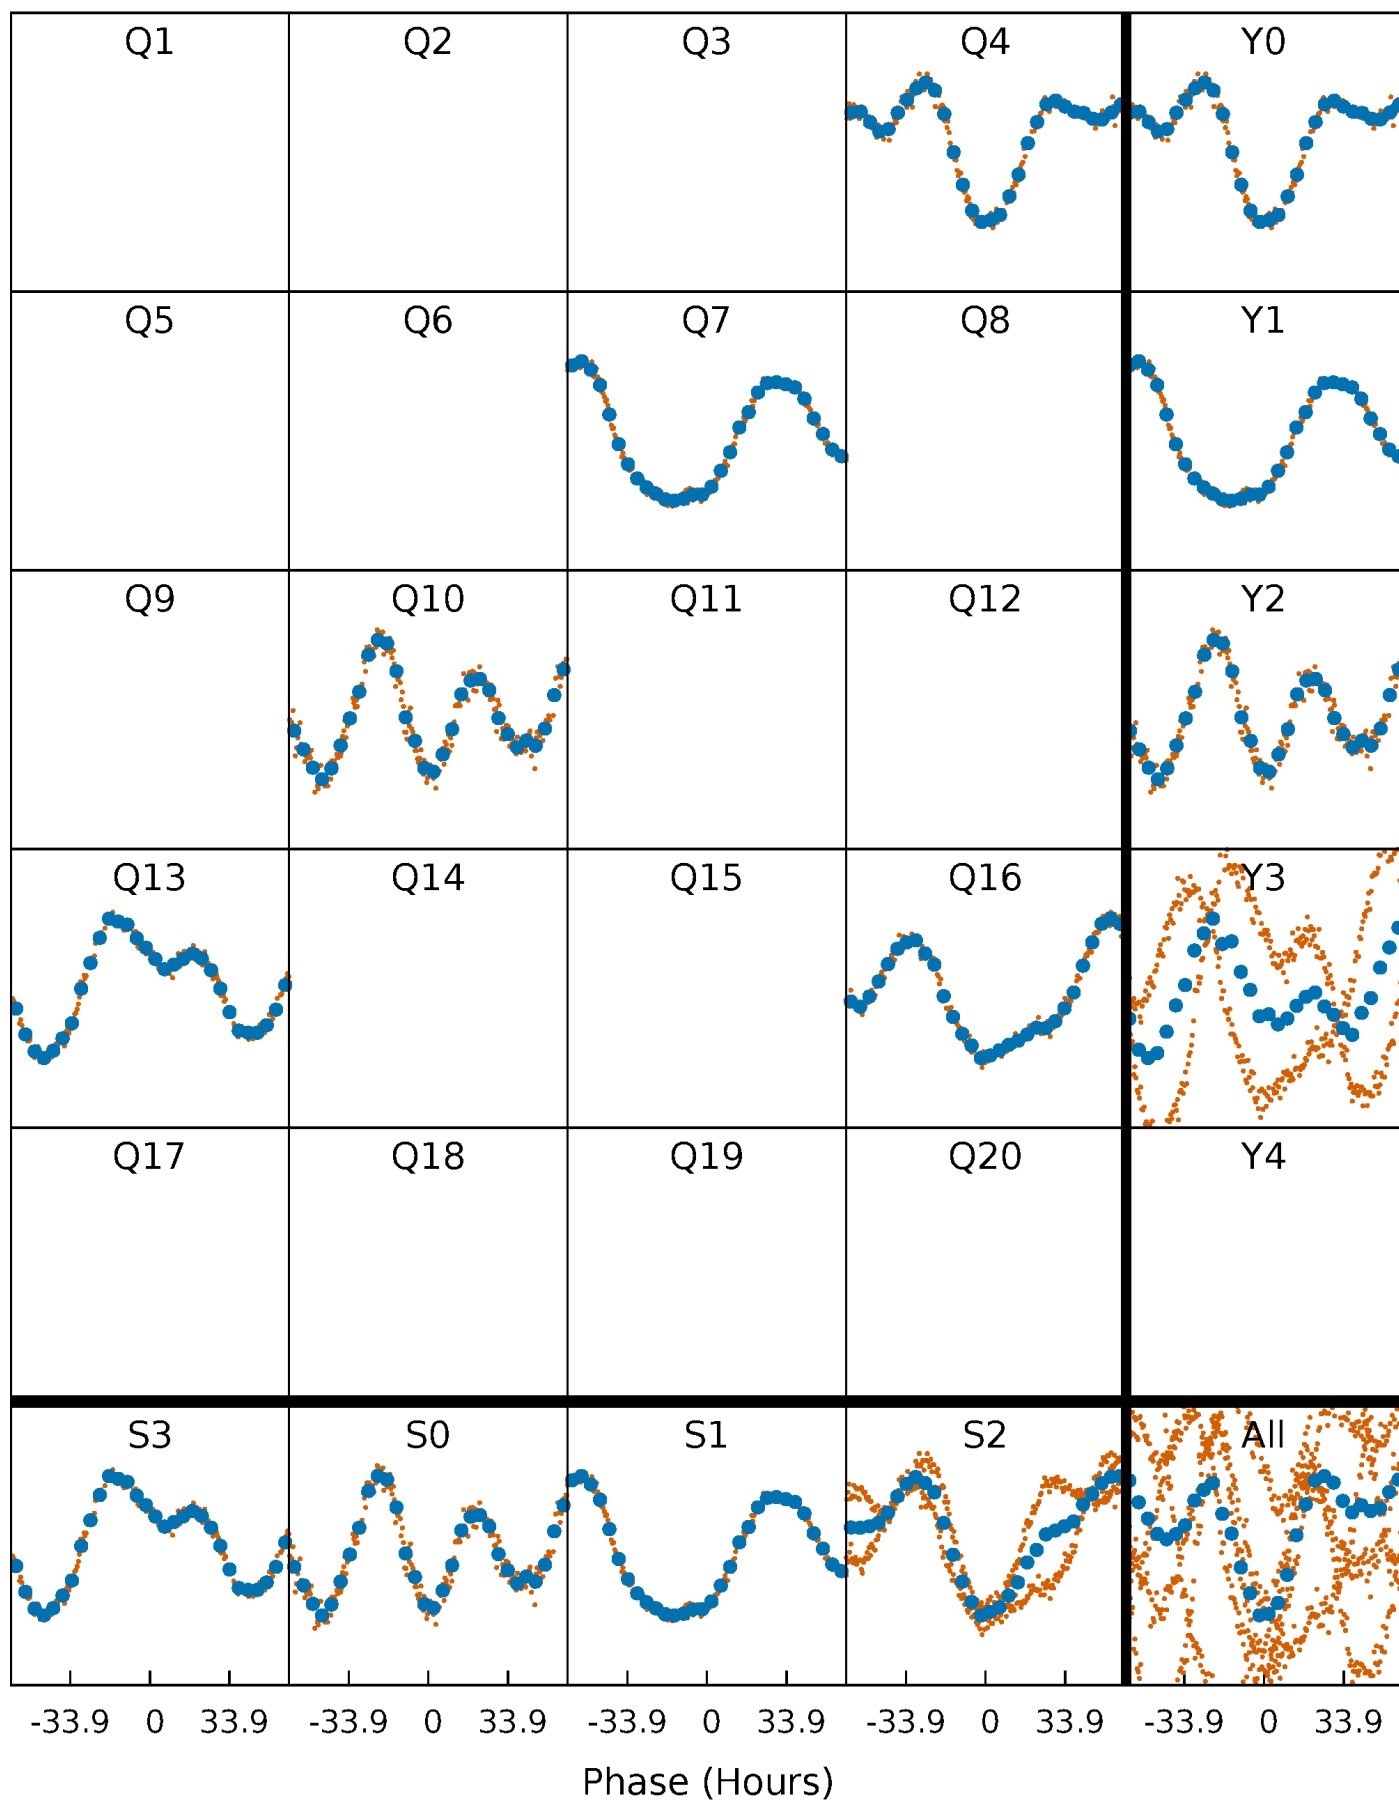 Q1 Q2 Q3 Q4 Y0
Q5 Q6 Q7 Q8 Y1
Q9 Q10 Q11 Q12 Y2
Q13 Q14 Q15 Q16 Y3
Q17 Q18 Q19 Q20 Y4
S3 S0 S1 S2 All
-33.9 0 33.9 -33.9 0 33.9 -33.9 0 33.9 -33.9 0 33.9 -33.9 0 33.9
Phase (Hours)